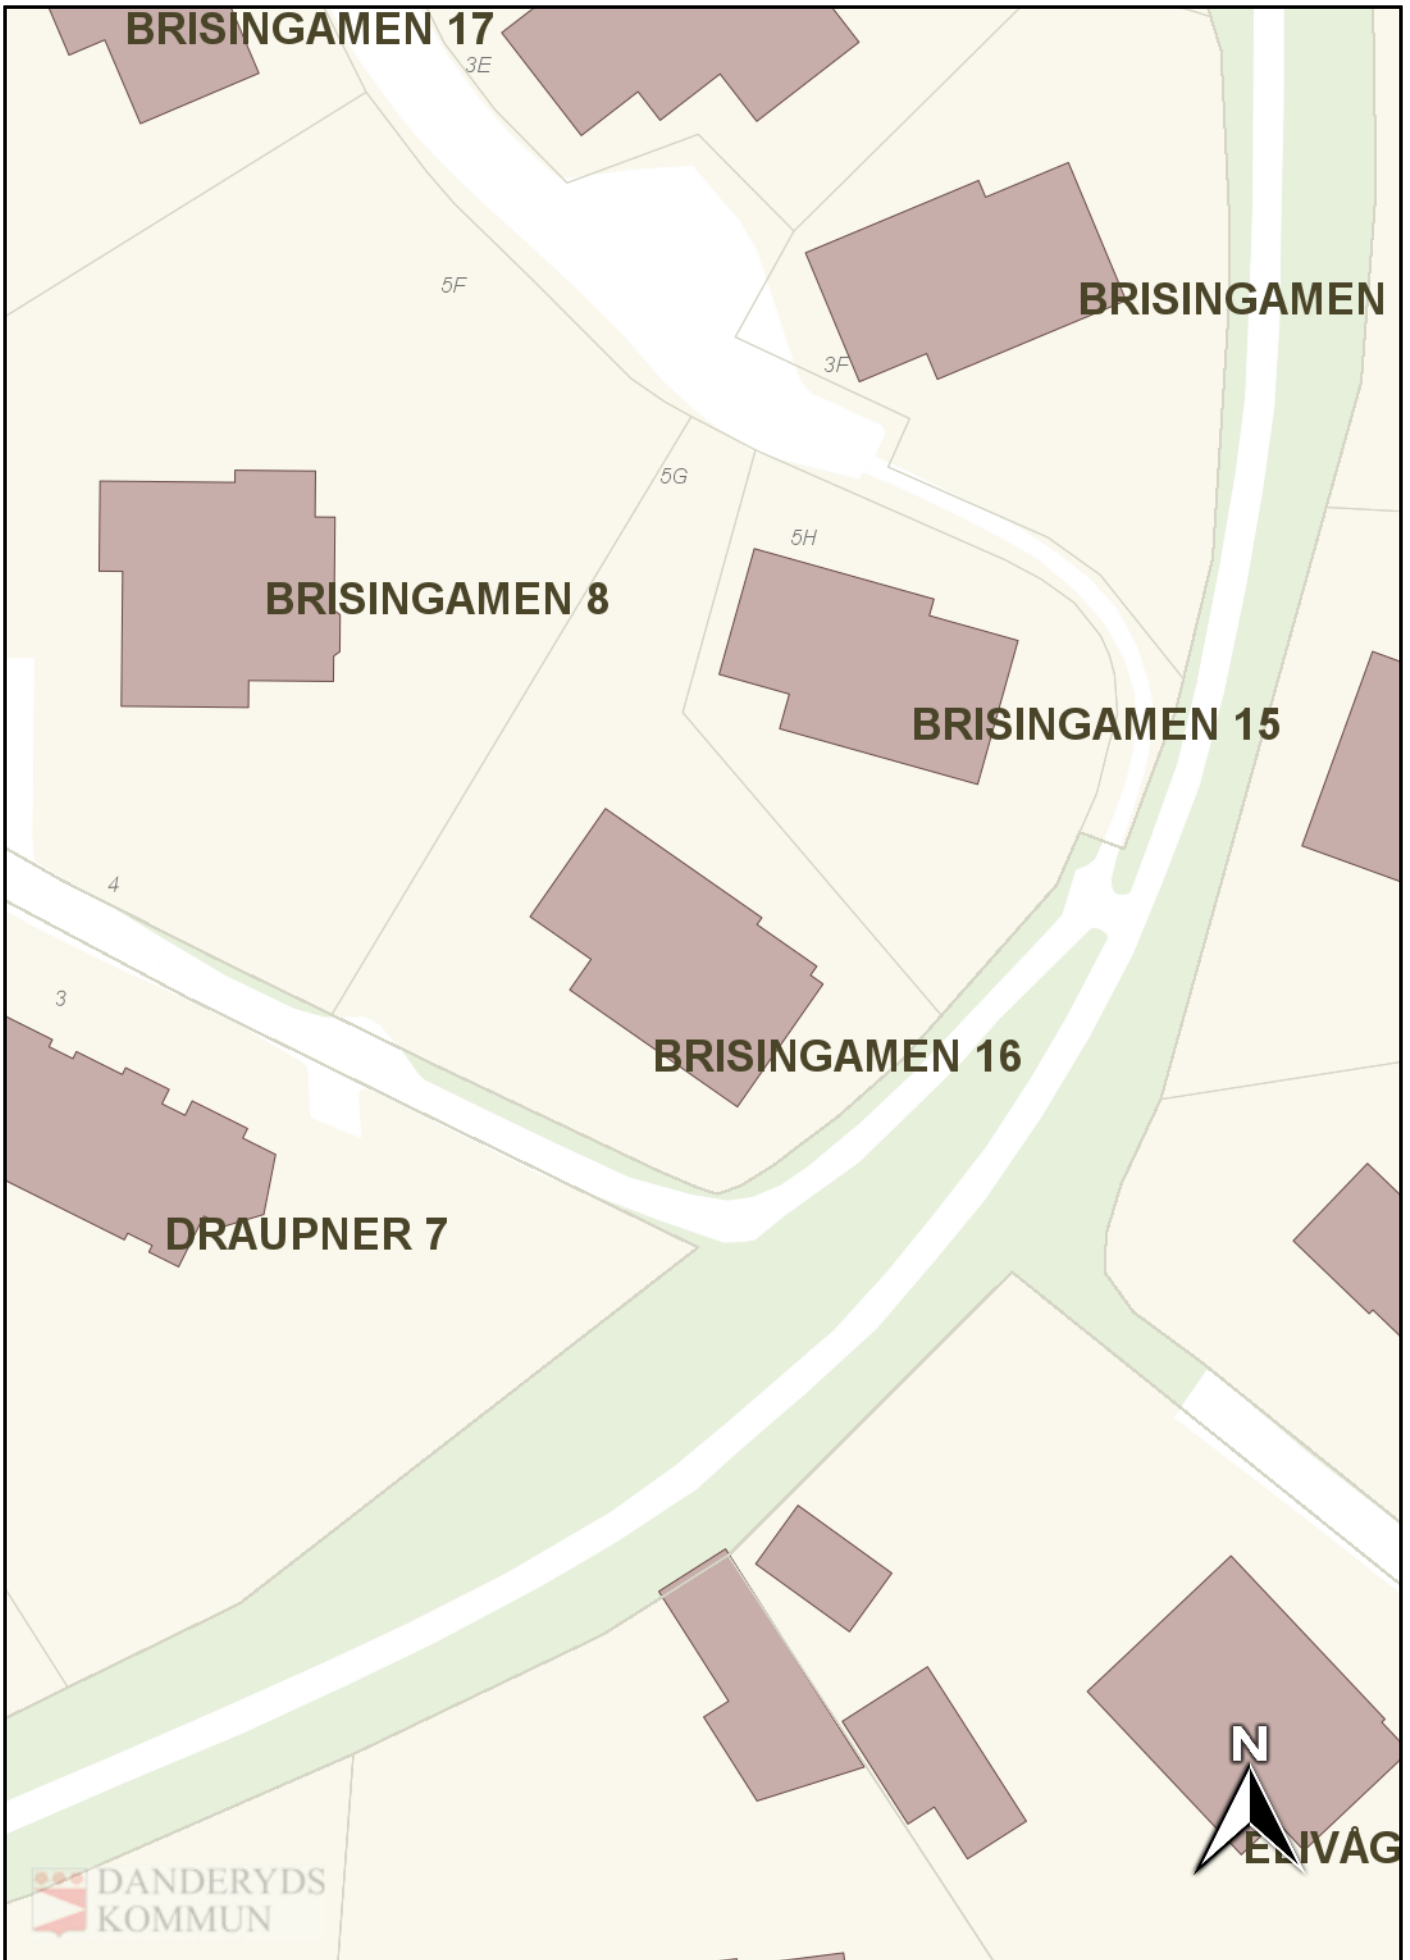 BRISINGAMEN 17
3E
5F
BRISINGAMEN
3F
5G
5H
BRISINGAMEN 8
BRISINGAMEN 15
4
3
BRISINGAMEN 16
DRAUPNER 7
N
ELIVÅG
DANDERYDS
KOMMUN